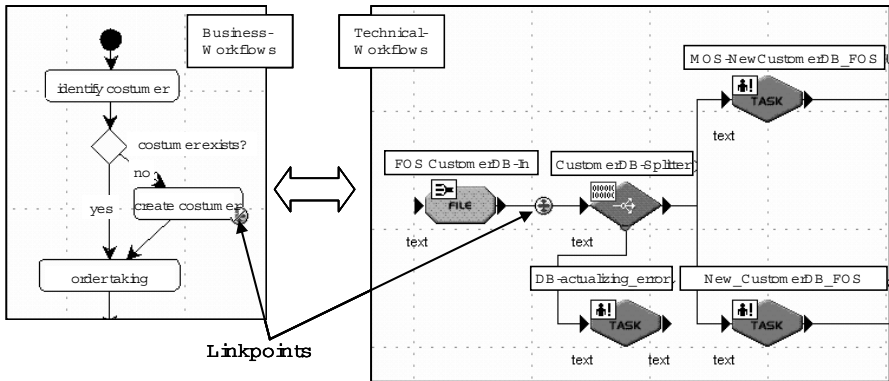 Business-
Workflows
identify costumer
costumer exists?
no
yes
create costumer
ordertaking
Linkpoints
Technical-
Workflows
MOS-NewCustomerDB_FOS (
TASK
text
FOS CustomerDB-In
FILE
text
CustomerDB-Splitter)
text
DB-actualizing_error
TASK
text
text
New_CustomerDB_FOS
TASK
text